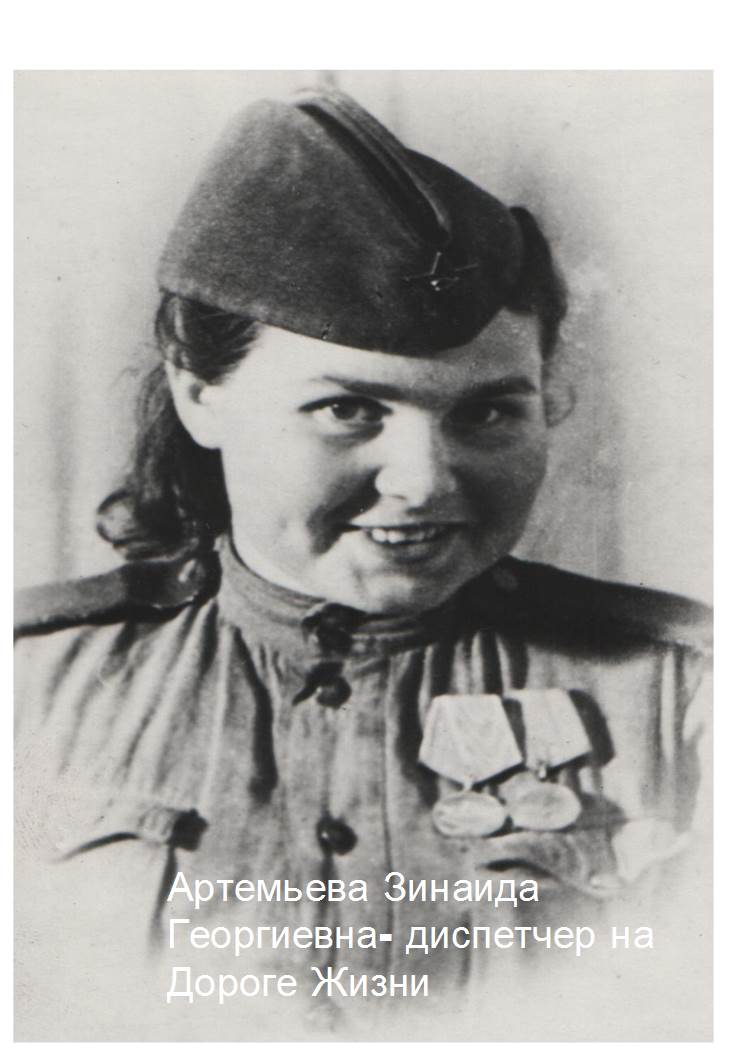 Артемьева Зинаида
Георгиевна- диспетчер на
Дороге Жизни